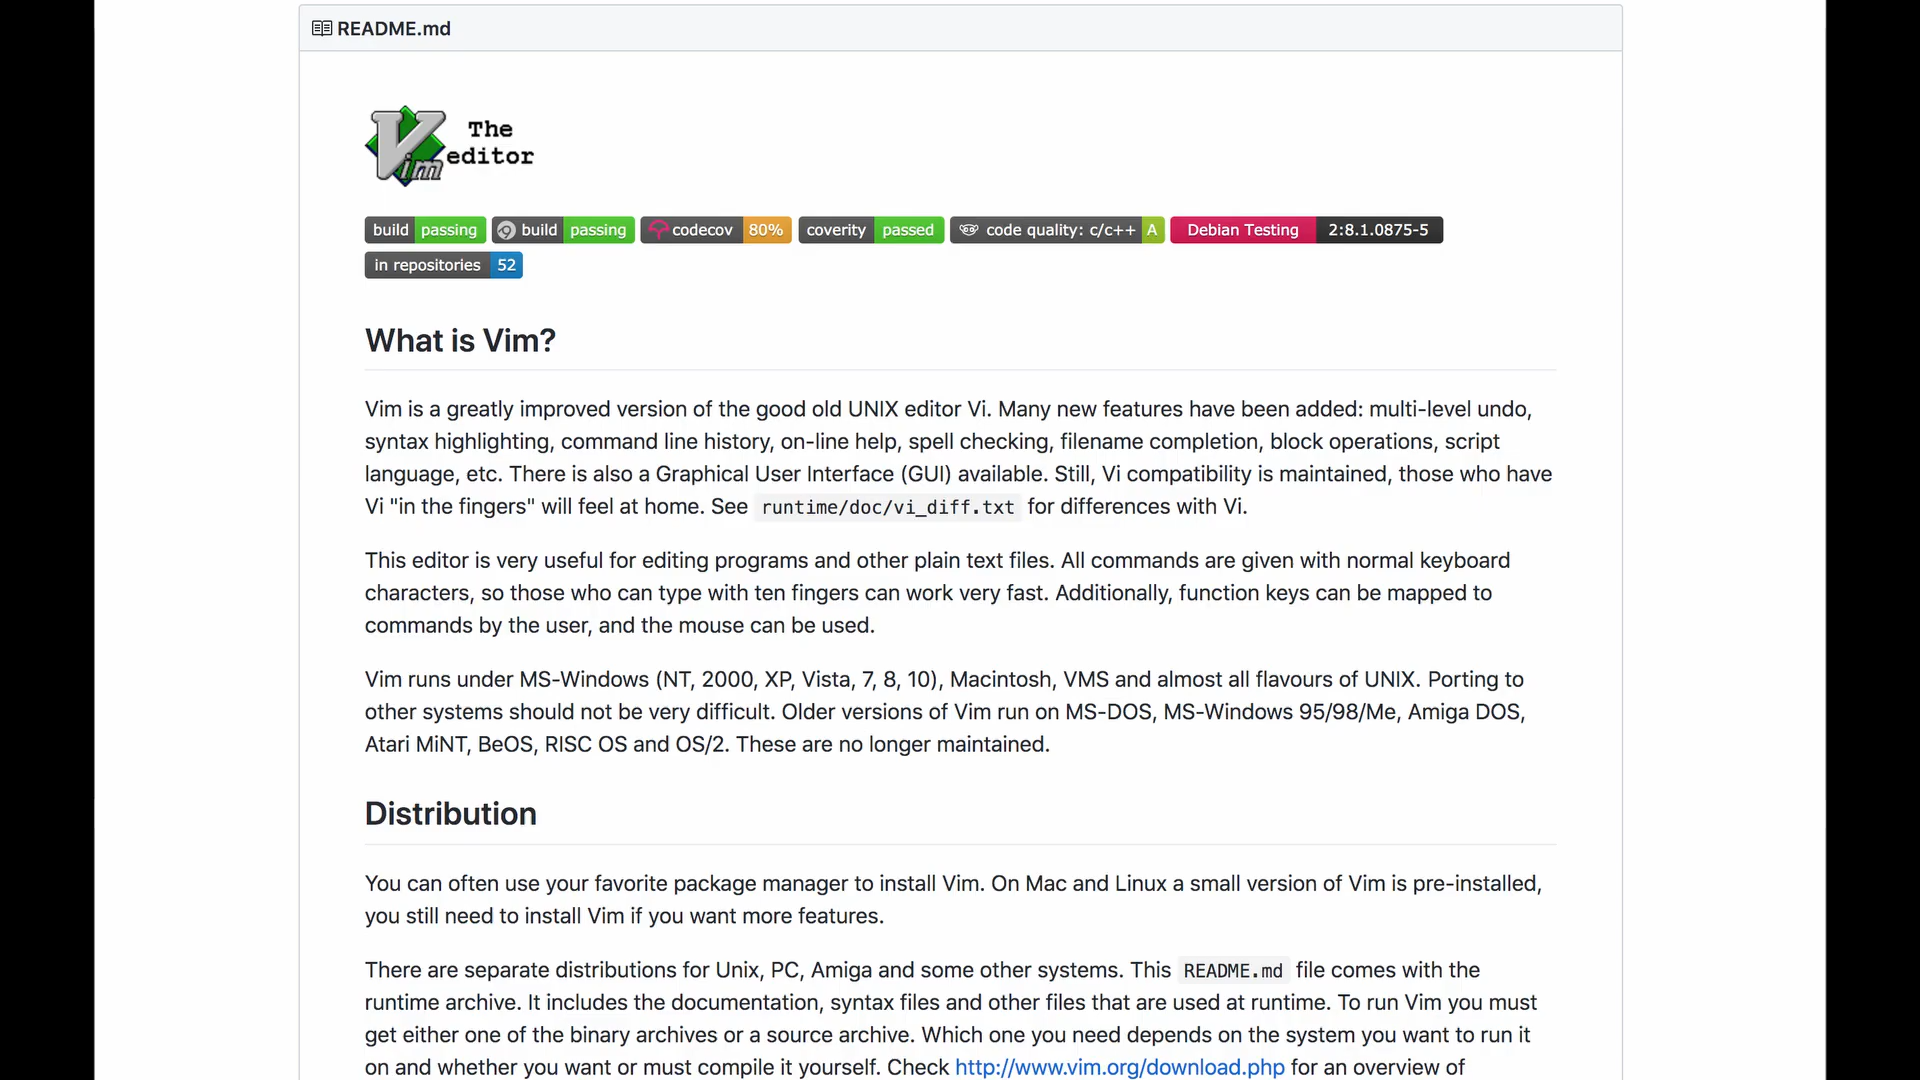 README.md
Vim The
editor
build passing build passing codecov 80% coverity passed code quality: c/c++ A Debian Testing 2:8.1.0875-5
in repositories 52
What is Vim?
Vim is a greatly improved version of the good old UNIX editor Vi. Many new features have been added: multi-level undo,
syntax highlighting, command line history, on-line help, spell checking, filename completion, block operations, script
language, etc. There is also a Graphical User Interface (GUI) available. Still, Vi compatibility is maintained, those who have
Vi "in the fingers" will feel at home. See runtime/doc/vi_diff.txt for differences with Vi.
This editor is very useful for editing programs and other plain text files. All commands are given with normal keyboard
characters, so those who can type with ten fingers can work very fast. Additionally, function keys can be mapped to
commands by the user, and the mouse can be used.
Vim runs under MS-Windows (NT, 2000, XP, Vista, 7, 8, 10), Macintosh, VMS and almost all flavours of UNIX. Porting to
other systems should not be very difficult. Older versions of Vim run on MS-DOS, MS-Windows 95/98/Me, Amiga DOS,
Atari MiNT, BeOS, RISC OS and OS/2. These are no longer maintained.
Distribution
You can often use your favorite package manager to install Vim. On Mac and Linux a small version of Vim is pre-installed,
you still need to install Vim if you want more features.
There are separate distributions for Unix, PC, Amiga and some other systems. This README.md file comes with the
runtime archive. It includes the documentation, syntax files and other files that are used at runtime. To run Vim you must
get either one of the binary archives or a source archive. Which one you need depends on the system you want to run it
on and whether you want or must compile it yourself. Check http://www.vim.org/download.php for an overview of